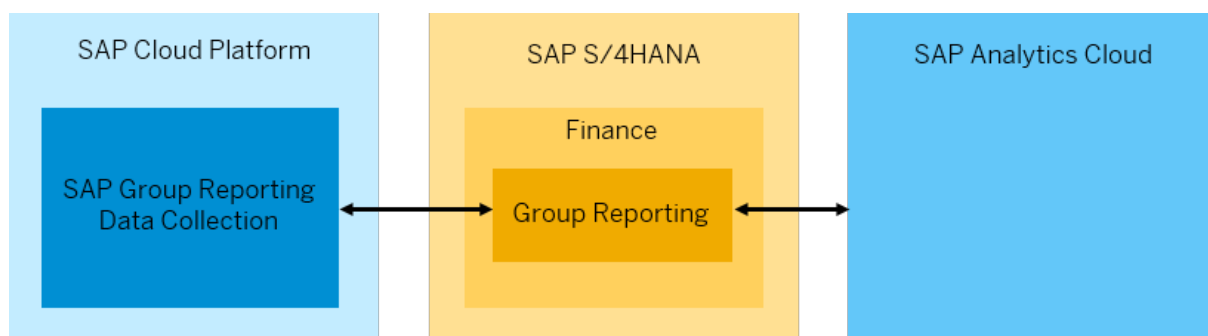 SAP Cloud Platform
SAP S/4HANA
SAP Analytics Cloud
Finance
SAP Group Reporting
Data Collection
Group Reporting